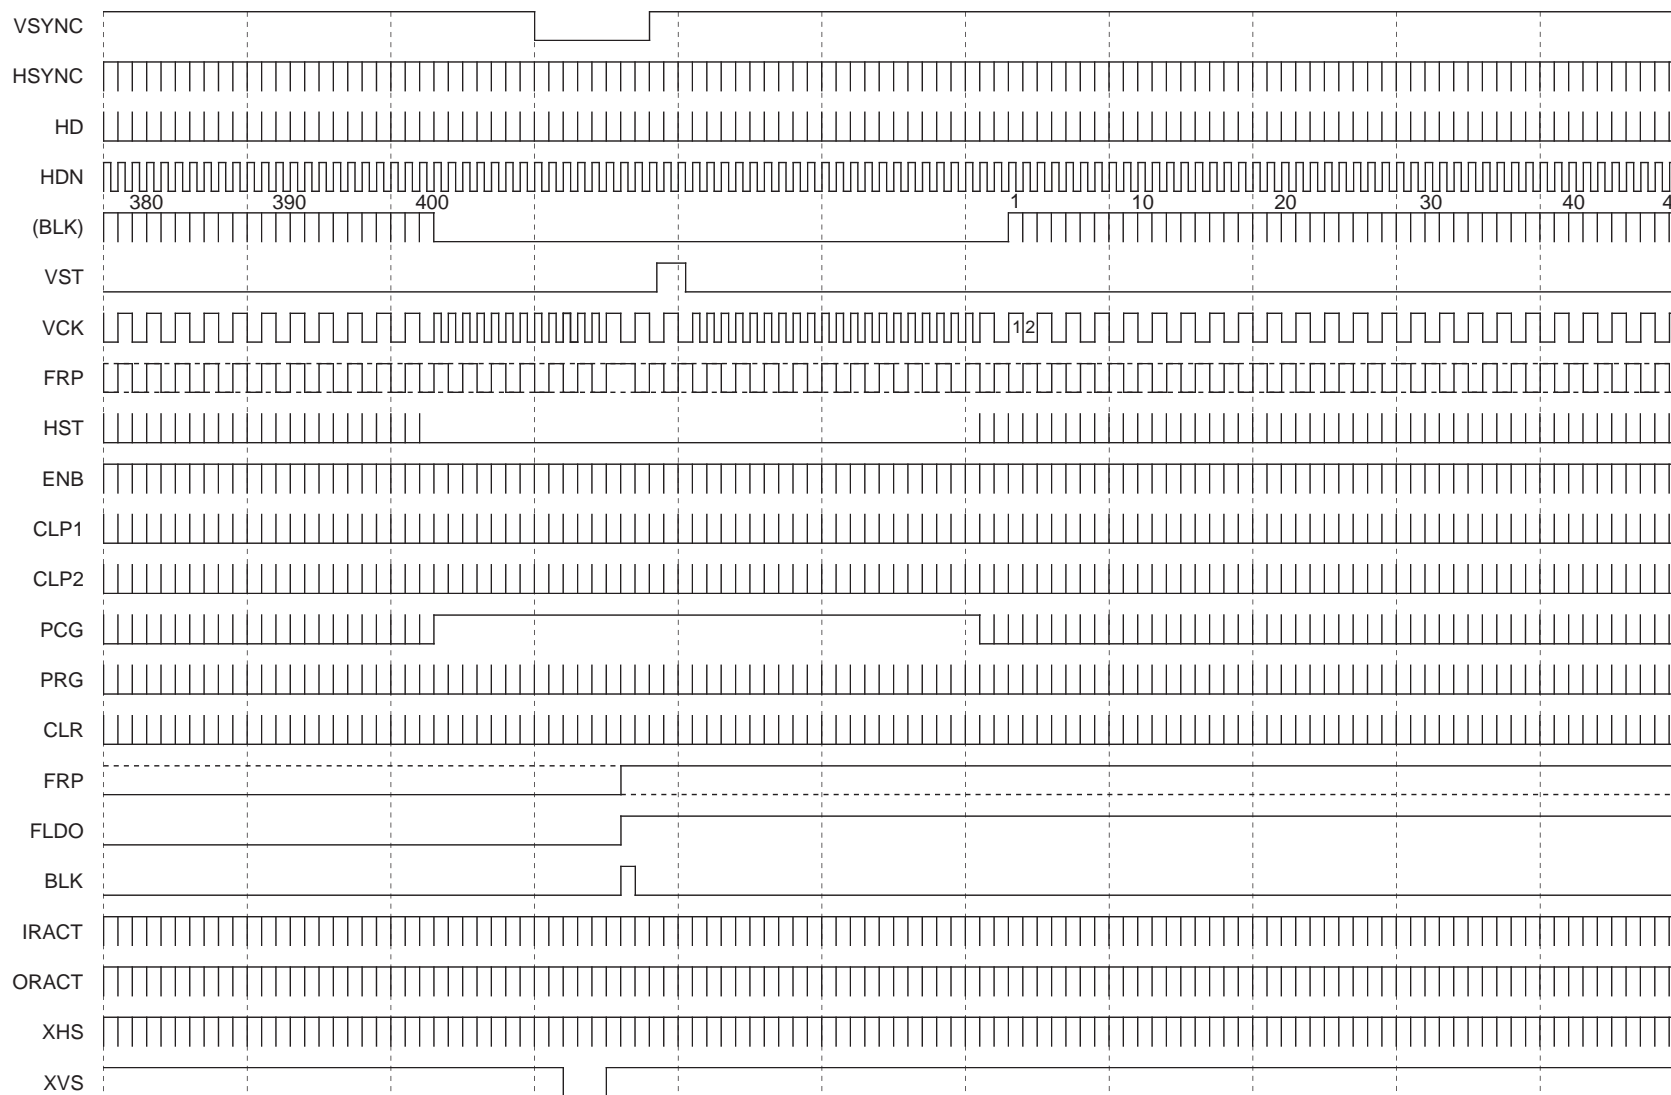 VSYNC
HSYNC
HD
HDN
380 390 400 1 10 20 30 40 4
(BLK)
VST
VCK 1 2
FRP
HST
ENB
CLP1
CLP2
PCG
PRG
CLR
FRP
FLDO
BLK
IRACT
ORACT
XHS
XVS